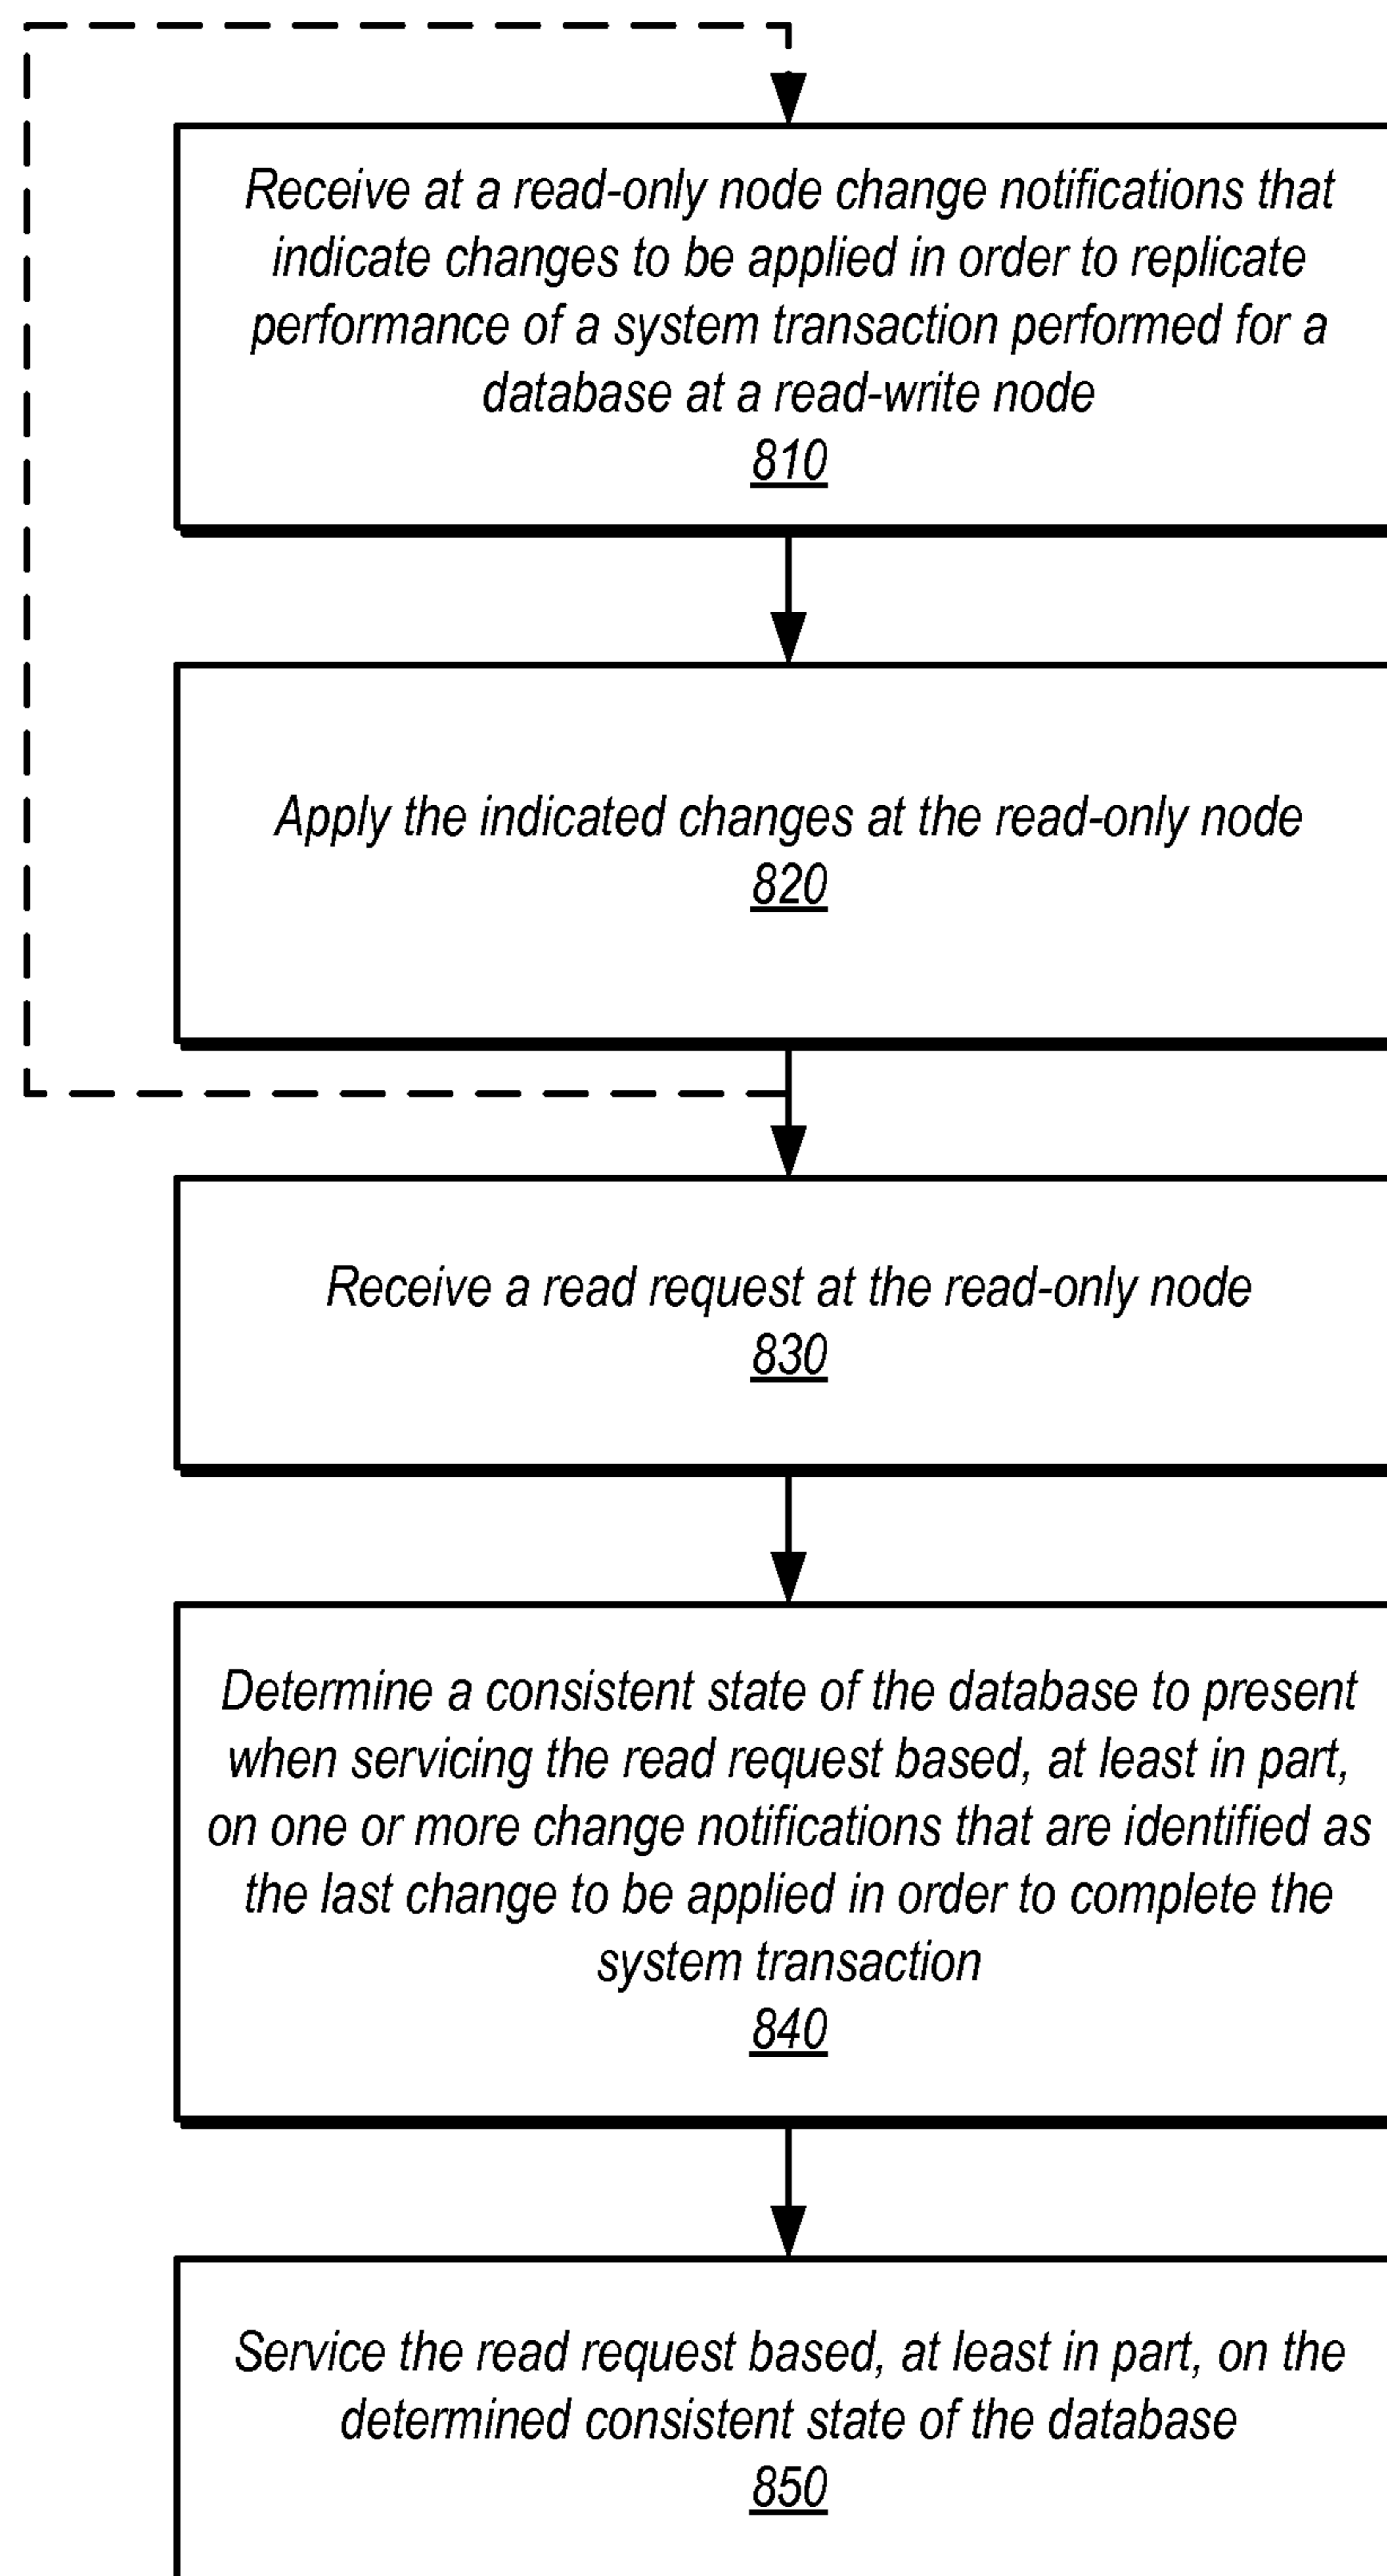 Receive at a read-only node change notifications that
indicate changes to be applied in order to replicate
performance of a system transaction performed for a
database at a read-write node
810
Apply the indicated changes at the read-only node
820
Receive a read request at the read-only node
830
Determine a consistent state of the database to present
when servicing the read request based, at least in part,
on one or more change notifications that are identified as
the last change to be applied in order to complete the
system transaction
840
Service the read request based, at least in part, on the
determined consistent state of the database
850